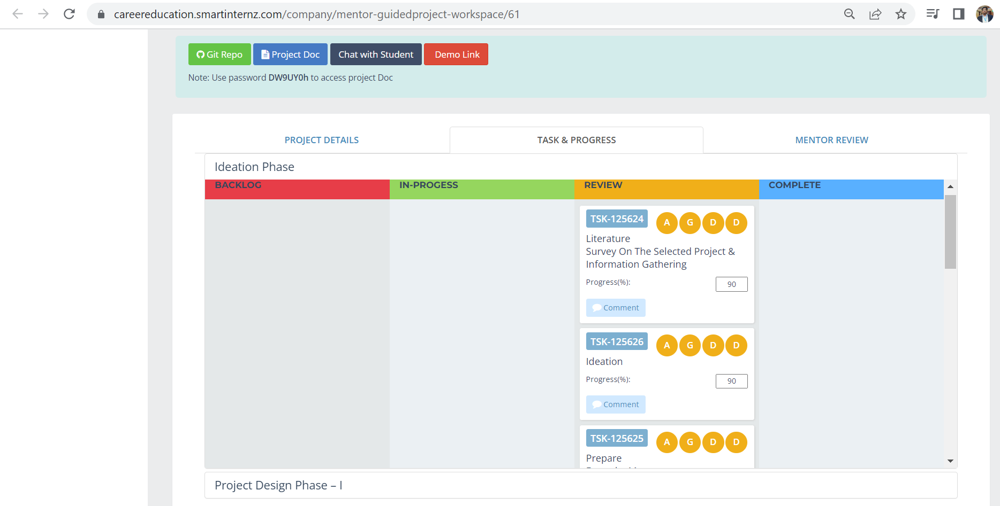 careereducation.smartinternz.com/company/mentor-guidedproject-workspace/61
Git Repo Project Doc Chat with Student Demo Link
Note: Use password DW9UY0h to access project Doc
PROJECT DETAILS TASK & PROGRESS MENTOR REVIEW
Ideation Phase
BACKLOG IN-PROGESS REVIEW COMPLETE
TSK-125624 A G D D
Literature
Survey On The Selected Project &
Information Gathering
Progress(%): 90
Comment
TSK-125626 A G D D
Ideation
Progress(%): 90
Comment
TSK-125625 A G D D
Prepare
Project Design Phase – I